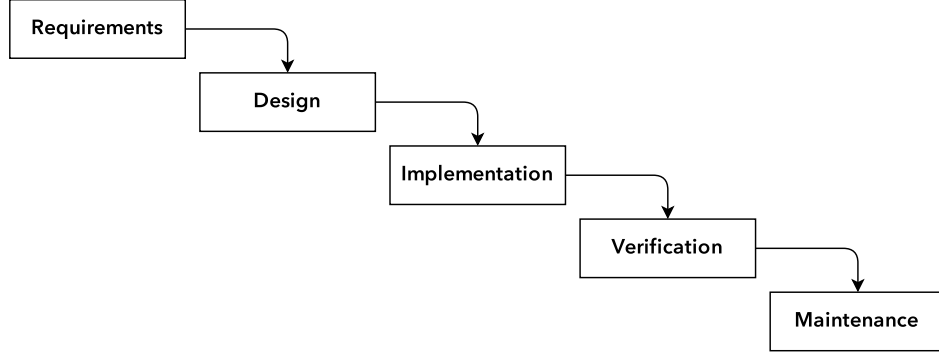 Requirements
Design
Implementation
Verification
Maintenance